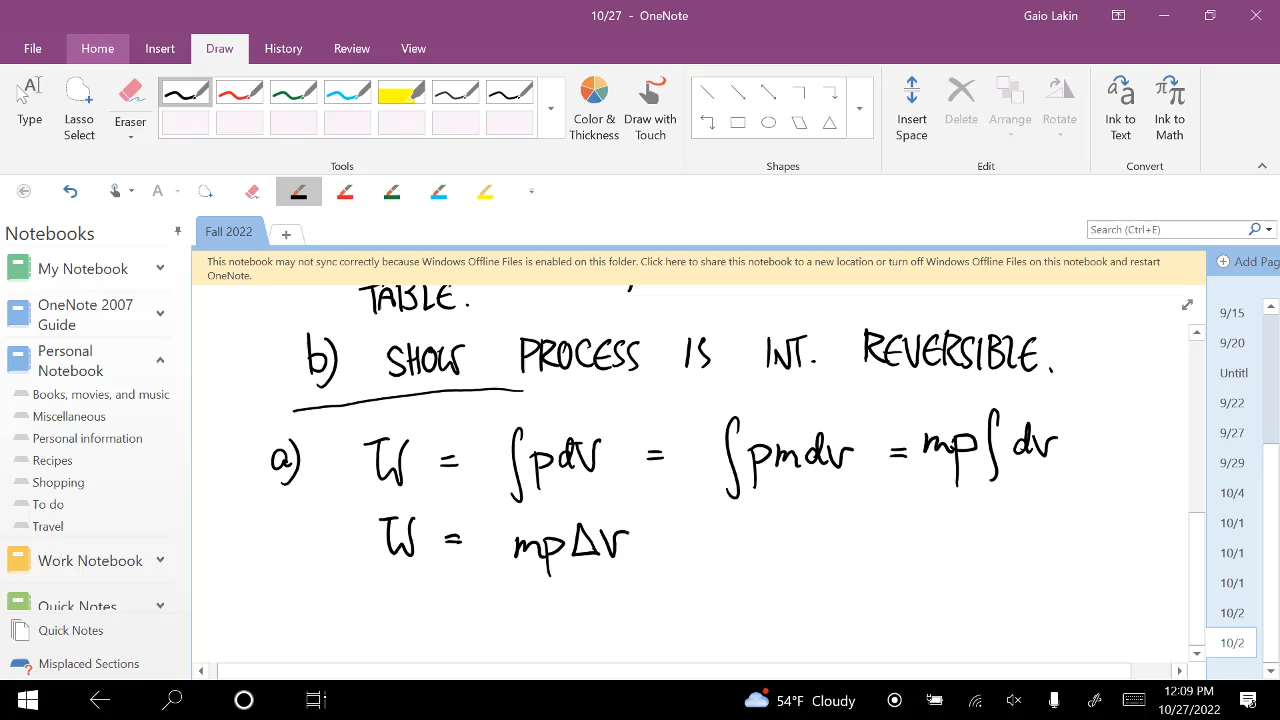 10/27 - OneNote
Gaio Lakin
File Home Insert Draw History Review View
Type
Lasso Select
Eraser
Color & Thickness
Draw with Touch
Insert Space
Delete
Arrange
Rotate
Ink to Text
Ink to Math
Tools
Shapes
Edit
Convert
Notebooks
Fall 2022
Search (Ctrl+E)
This notebook may not sync correctly because Windows Offline Files is enabled on this folder. Click here to share this notebook to a new location or turn off Windows Offline Files on this notebook and restart
OneNote.
Add Pag
My Notebook
OneNote 2007
Guide
Personal
Notebook
Books, movies, and music
Miscellaneous
Personal information
Recipes
Shopping
To do
Travel
Work Notebook
Quick Notes
Quick Notes
Misplaced Sections
TABLE.
b) SHOW PROCESS IS INT. REVERSIBLE.
a) W = ∫pdV = ∫pmdv = mp∫dv
W = mpΔv
9/15
9/20
Untitl
9/22
9/27
9/29
10/4
10/1
10/1
10/1
10/2
10/2
54°F Cloudy
12:09 PM
10/27/2022